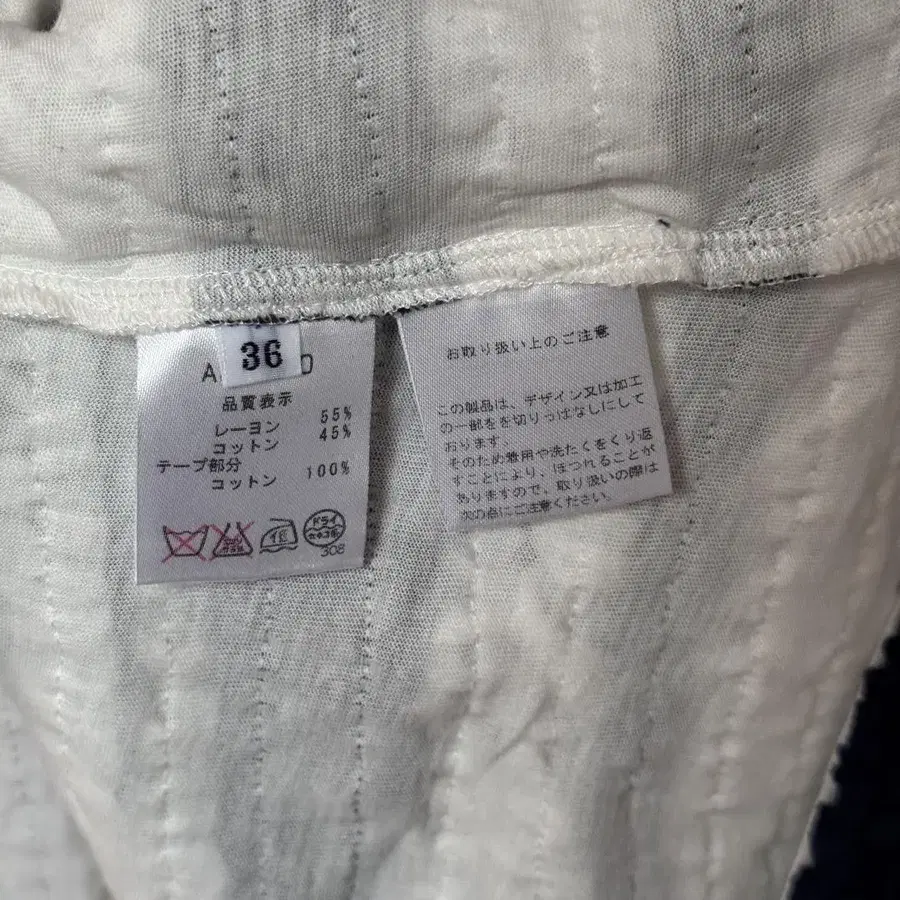 36
品質表示
レーヨン 55%
コットン 45%
テープ部分
コットン 100%
ドライ
308
お取り扱い上のご注意
この製品は、デザイン又は加工
の一部をを切りっぱなしにして
おります。
そのため着用や洗たくをくり返
すことにより、ほつれることが
ありますので、取り扱いの際は
次の点にご注意ください。